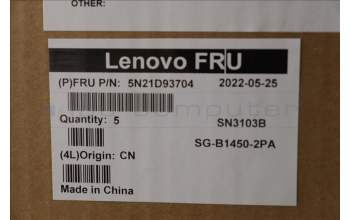 OTHER:
Lenovo FRU
(P)FRU P/N: 5N21D93704 2022-05-25
Quantity: 5 SN3103B
SG-B1450-2PA
(4L)Origin: CN
Made in China